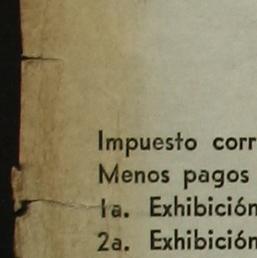 Impuesto corr
Menos pagos
1a. Exhibición
2a. Exhibición